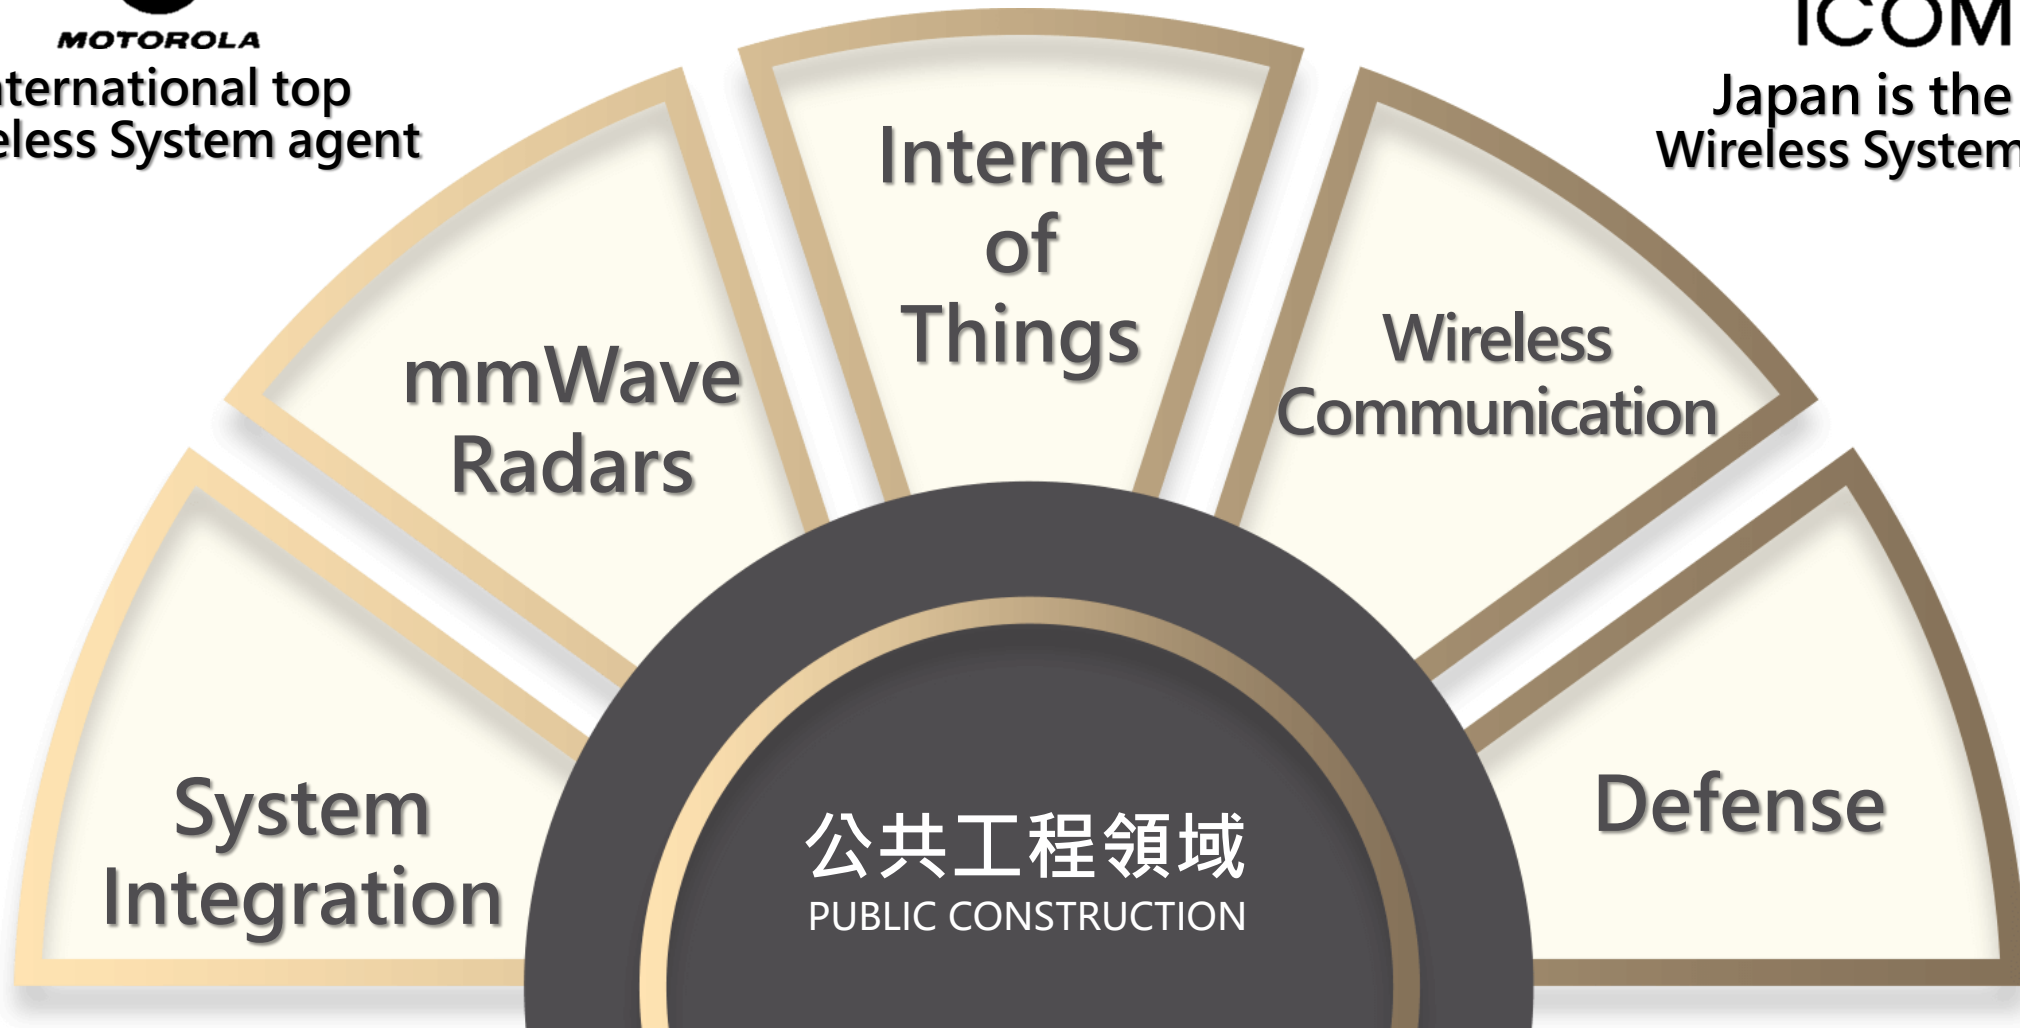 MOTOROLA
nternational top
eless System agent
ICOM
Japan is the
Wireless System
Internet
of
Things
mmWave
Radars
Wireless
Communication
System
Integration
Defense
公共工程領域
PUBLIC CONSTRUCTION